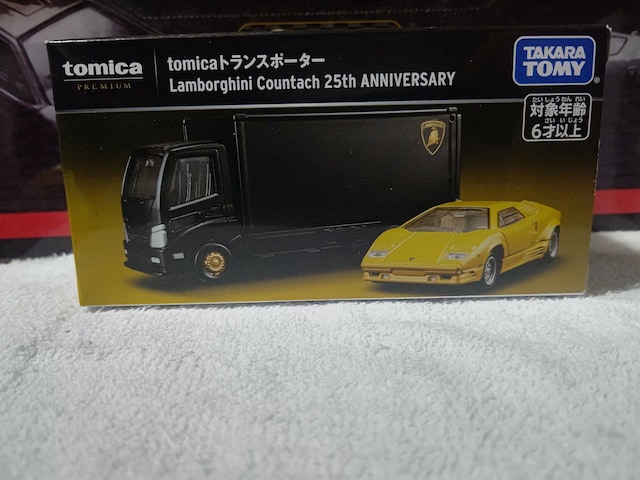 tomica
PREMIUM
tomicaトランスポーター
Lamborghini Countach 25th ANNIVERSARY
TAKARA
TOMY
®
たい しょう ねん れい
対象年齢
さい い じょう
6才以上
LAMBORGHINI